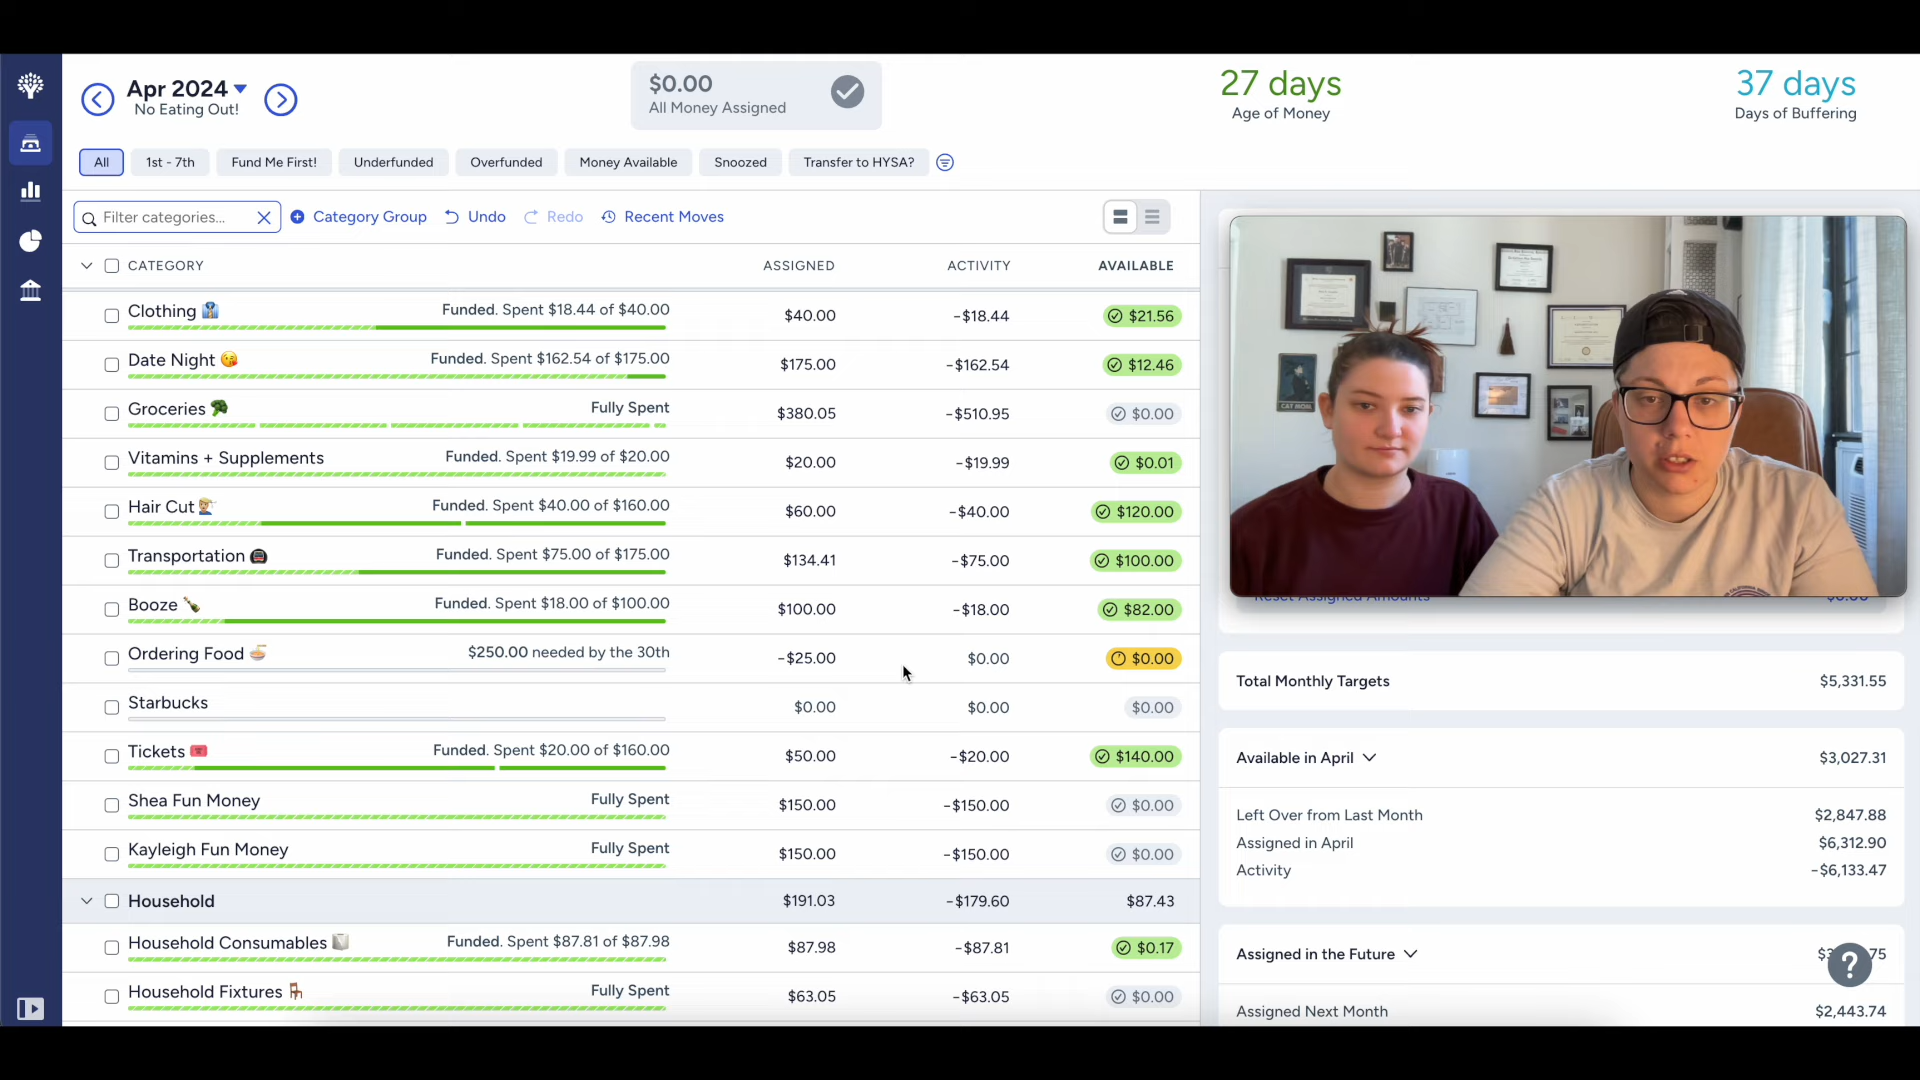 Apr 2024
No Eating Out!
$0.00
All Money Assigned
27 days
Age of Money
37 days
Days of Buffering
All
1st - 7th
Fund Me First!
Underfunded
Overfunded
Money Available
Snoozed
Transfer to HYSA?
Filter categories...
Category Group
Undo
Redo
Recent Moves
CATEGORY ASSIGNED ACTIVITY AVAILABLE
Clothing Funded. Spent $18.44 of $40.00 $40.00 -$18.44 $21.56
Date Night Funded. Spent $162.54 of $175.00 $175.00 -$162.54 $12.46
Groceries Fully Spent $380.05 -$510.95 $0.00
Vitamins + Supplements Funded. Spent $19.99 of $20.00 $20.00 -$19.99 $0.01
Hair Cut Funded. Spent $40.00 of $160.00 $60.00 -$40.00 $120.00
Transportation Funded. Spent $75.00 of $175.00 $134.41 -$75.00 $100.00
Booze Funded. Spent $18.00 of $100.00 $100.00 -$18.00 $82.00
Ordering Food $250.00 needed by the 30th -$25.00 $0.00 $0.00
Starbucks $0.00 $0.00 $0.00
Tickets Funded. Spent $20.00 of $160.00 $50.00 -$20.00 $140.00
Shea Fun Money Fully Spent $150.00 -$150.00 $0.00
Kayleigh Fun Money Fully Spent $150.00 -$150.00 $0.00
Household $191.03 -$179.60 $87.43
Household Consumables Funded. Spent $87.81 of $87.98 $87.98 -$87.81 $0.17
Household Fixtures Fully Spent $63.05 -$63.05 $0.00
CAT MOM
Reset Assigned Amounts $0.00
Total Monthly Targets $5,331.55
Available in April $3,027.31
Left Over from Last Month $2,847.88
Assigned in April $6,312.90
Activity -$6,133.47
Assigned in the Future
?
Assigned Next Month $2,443.74